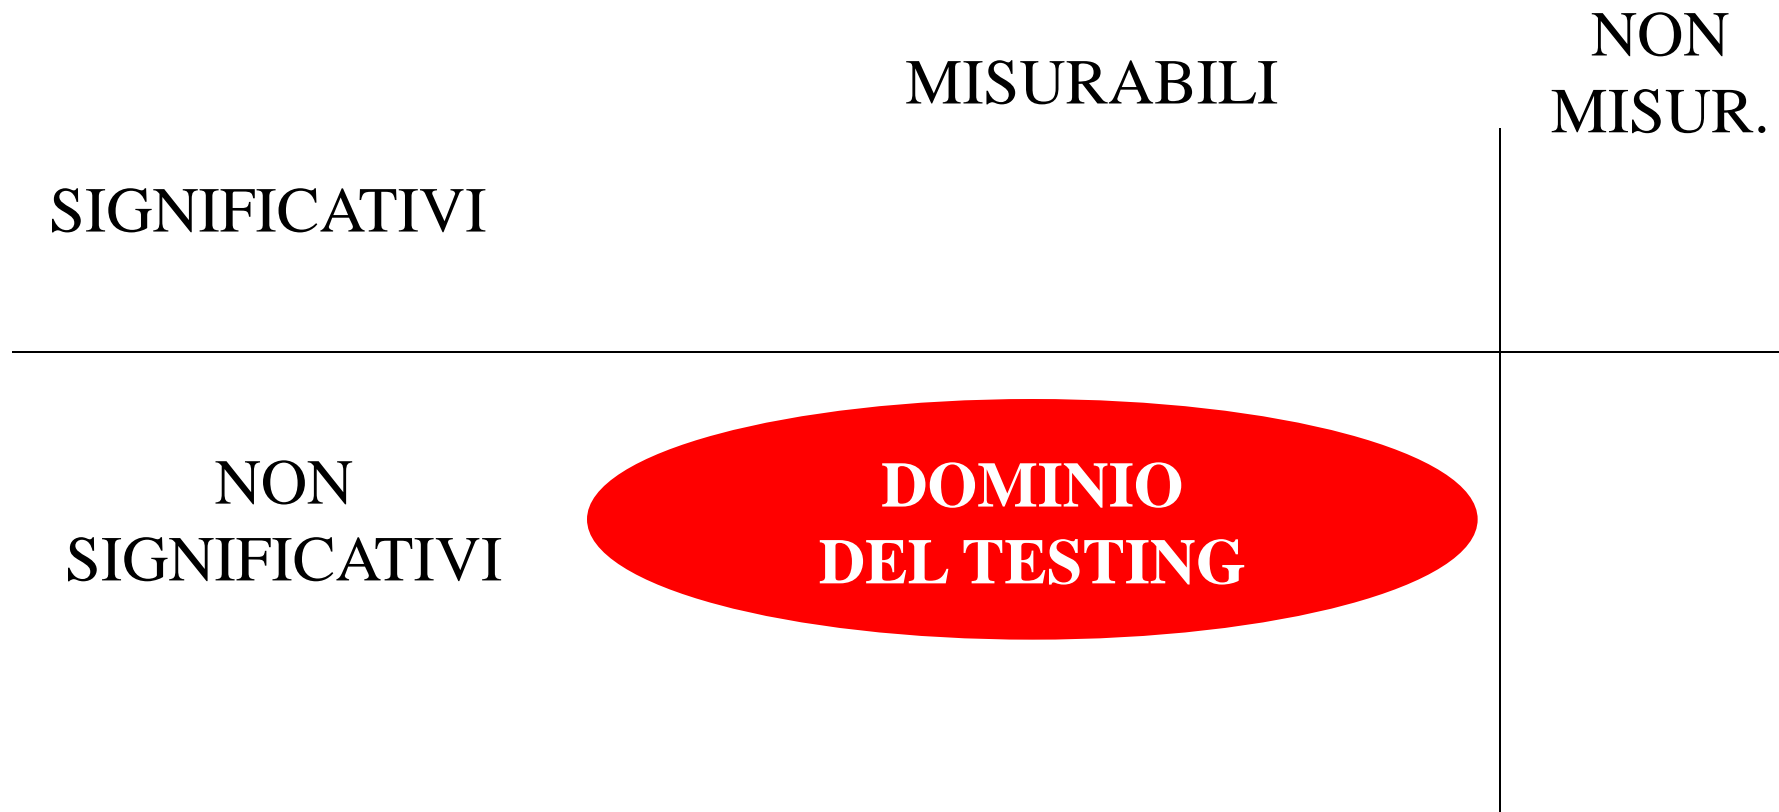 MISURABILI
NON
MISUR.
SIGNIFICATIVI
NON
SIGNIFICATIVI
DOMINIO
DEL TESTING